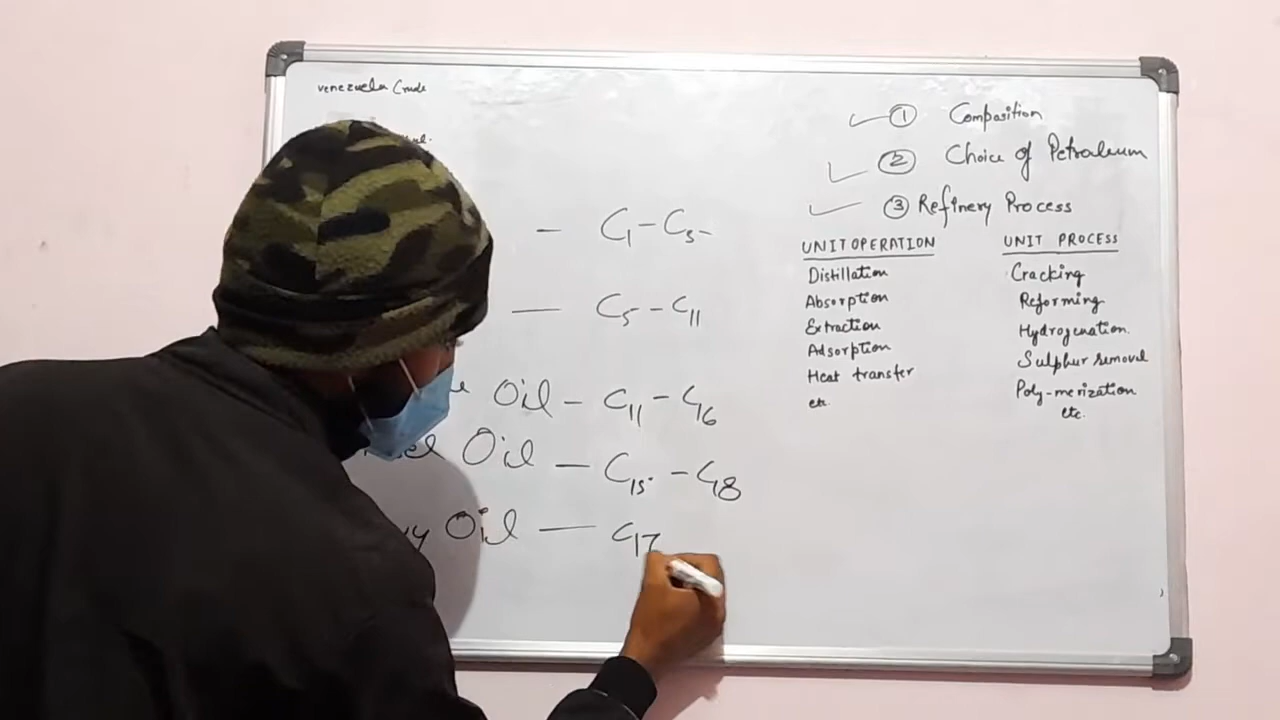 Venezuela Crude
— C1 - C5 -
— C5 - C11
Oil - C11 - C16
Oil — C15 - C18
Oil — C17
✓ ① Composition
✓ ② Choice of Petroleum
✓ ③ Refinery Process
UNIT OPERATION
Distillation
Absorption
Extraction
Adsorption
Heat transfer
etc.
UNIT PROCESS
Cracking
Reforming
Hydrogenation.
Sulphur removal
Poly-merization
etc.